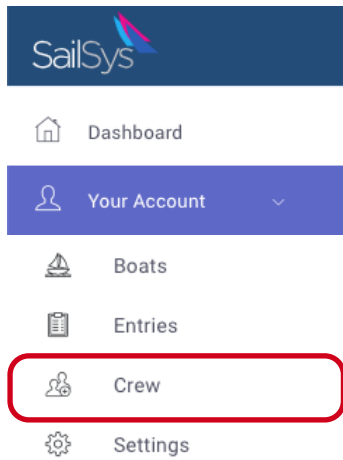 SailSys
Dashboard
Your Account
Boats
Entries
Crew
Settings